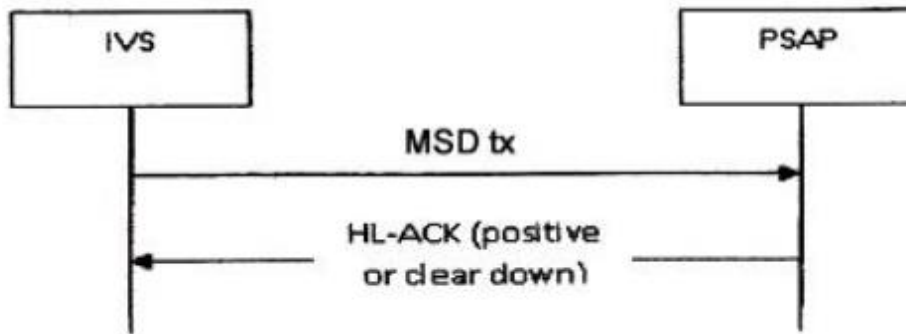 IVS
PSAP
MSD tx
HL-ACK (positive
or clear down)